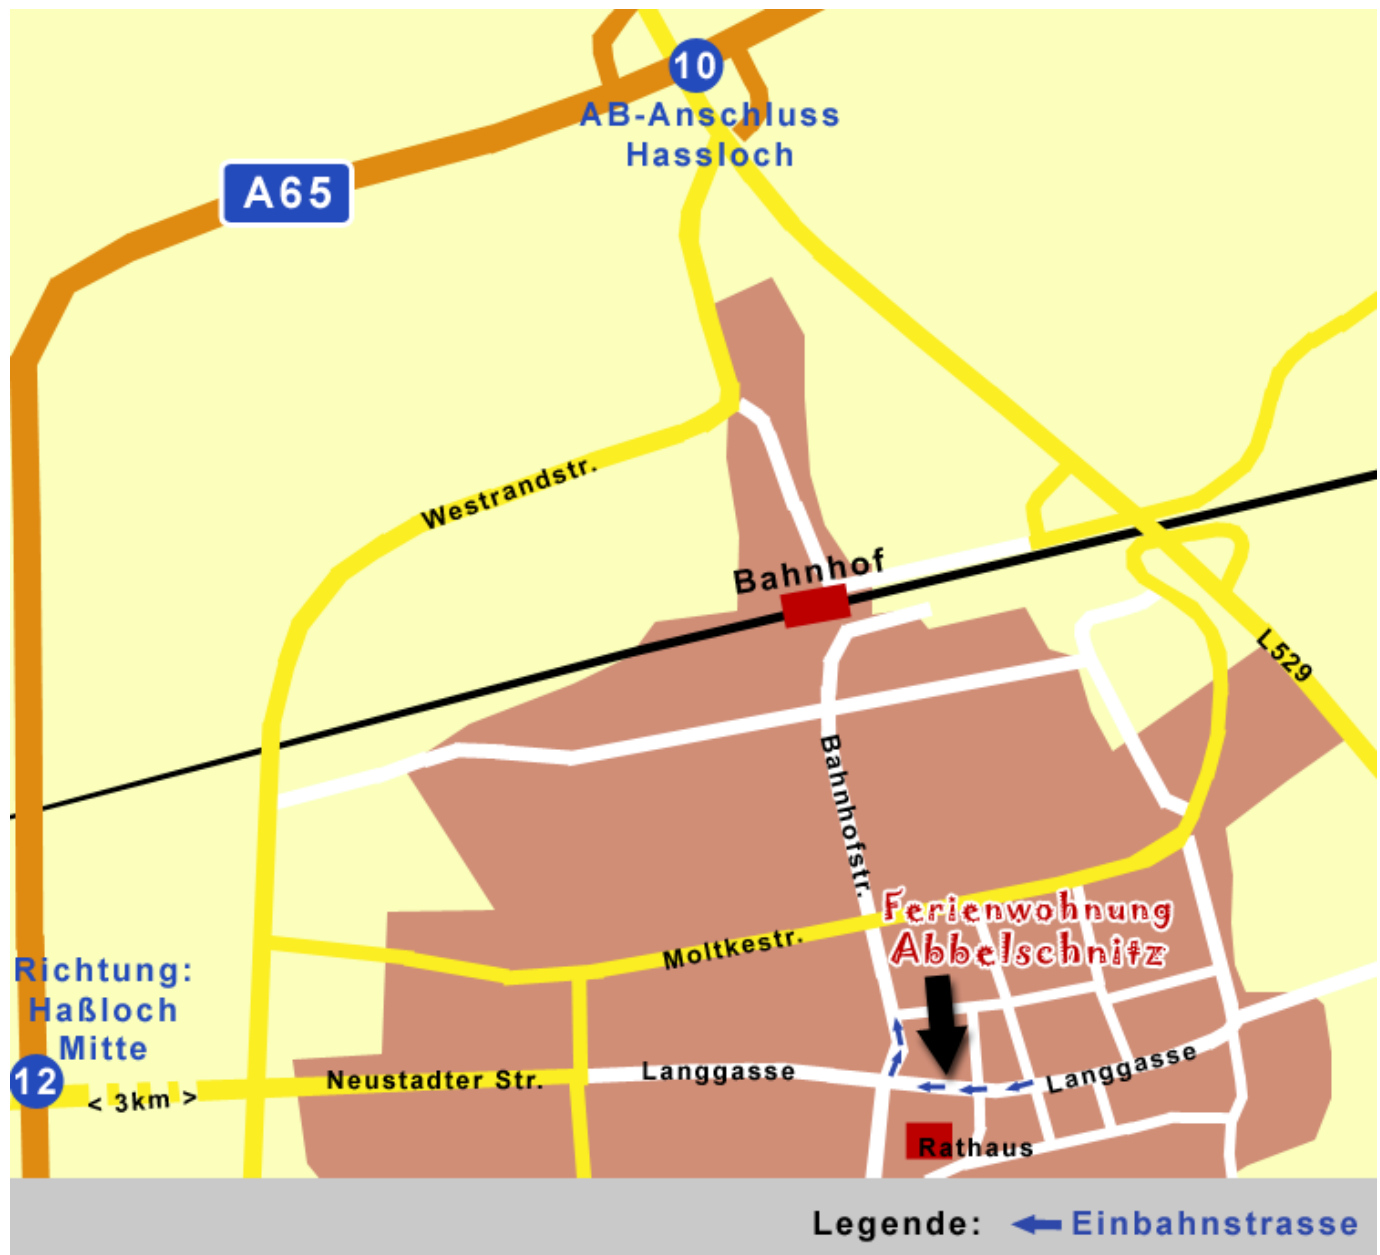 10
AB-Anschluss
Hassloch
A65
Westrandstr.
Bahnhof
L529
Bahnhofstr.
Ferienwohnung
Abbelschnitz
Moltkestr.
Richtung:
Haßloch
Mitte
12
< 3km >
Neustadter Str.
Langgasse
Langgasse
Rathaus
Legende:
Einbahnstrasse